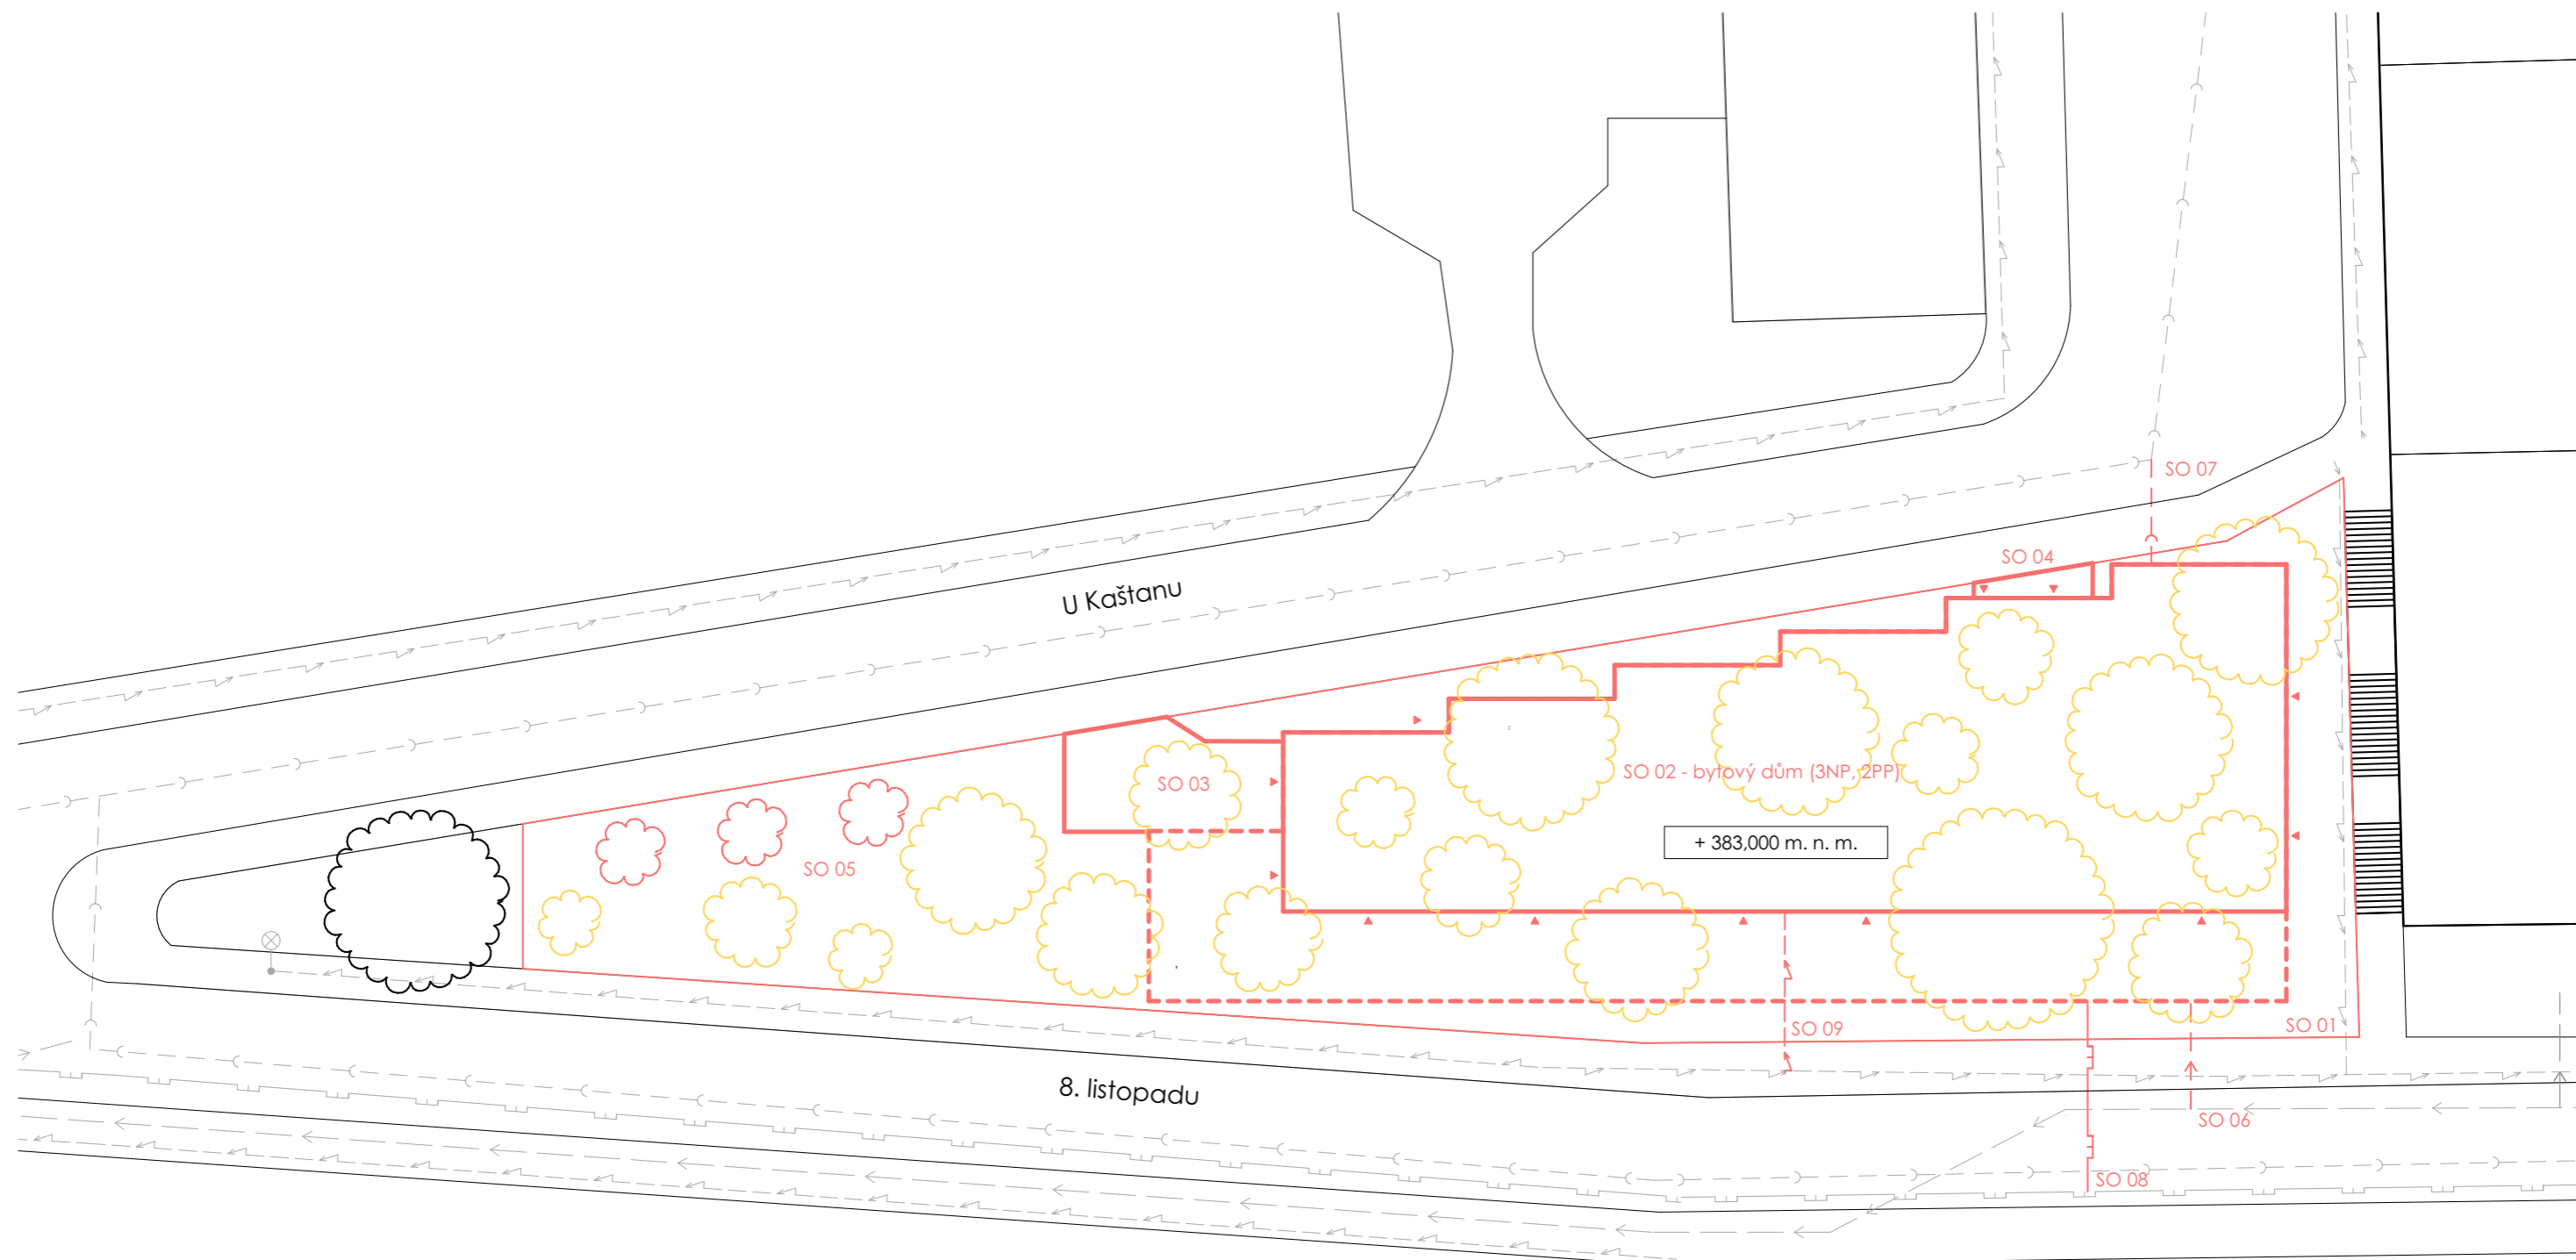 SO 07
SO 04
U Kaštanu
SO 03
SO 02 - bytový dům (3NP, 2PP)
+ 383,000 m. n. m.
SO 05
SO 09
SO 01
8. listopadu
SO 06
SO 08